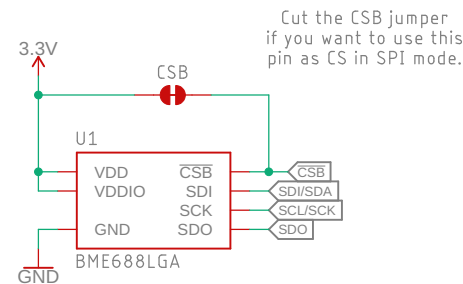 Cut the CSB jumper
if you want to use this
pin as CS in SPI mode.
3.3V
CSB
U1
VDD
CSB
CSB
VDDIO
SDI
SDI/SDA
SCK
SCL/SCK
GND
SDO
SDO
BME688LGA
GND